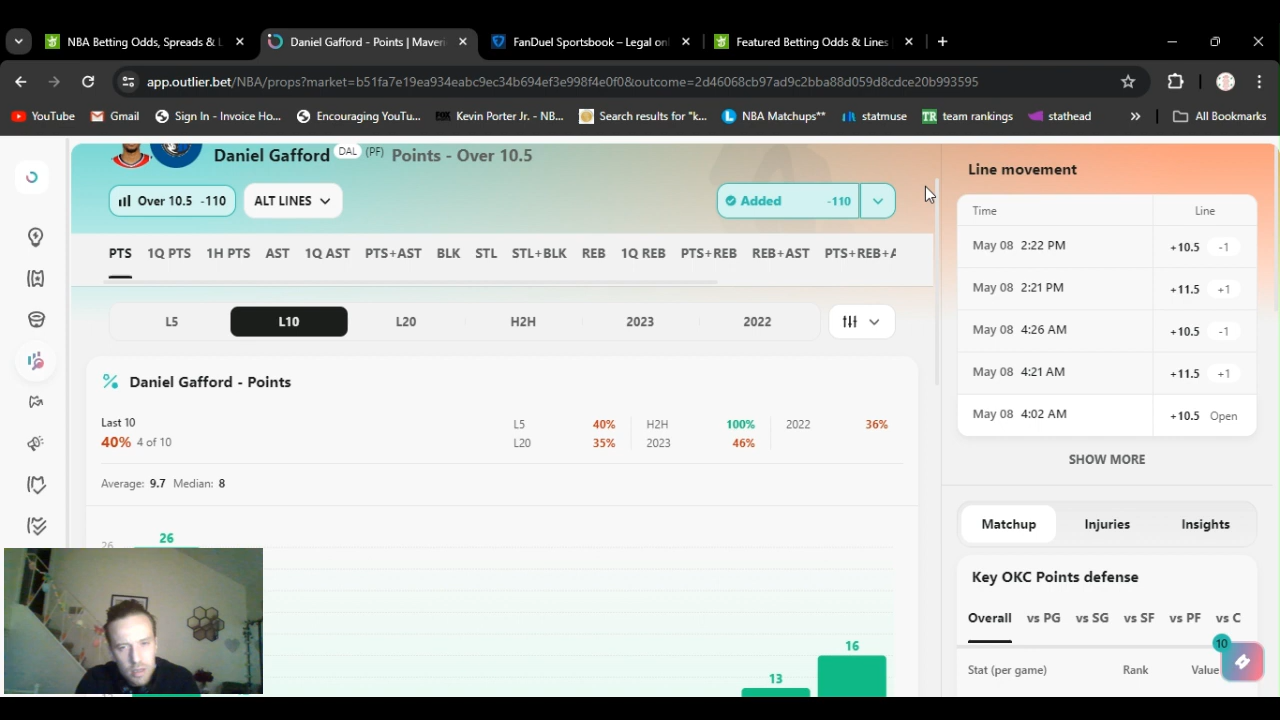 NBA Betting Odds, Spreads & L
Daniel Gafford - Points | Maveri
FanDuel Sportsbook – Legal onl
Featured Betting Odds & Lines
app.outlier.bet/NBA/props?market=b51fa7e19ea934eabc9ec34b694ef3e998f4e0f0&outcome=2d46068cb97ad9c2bba88d059d8cdce20b993595
YouTube
Gmail
Sign In - Invoice Ho...
Encouraging YouTu...
Kevin Porter Jr. - NB...
Search results for "k...
NBA Matchups**
statmuse
team rankings
stathead
»
All Bookmarks
Daniel Gafford DAL (PF) Points - Over 10.5
Over 10.5 -110
ALT LINES
Added -110
PTS 1Q PTS 1H PTS AST 1Q AST PTS+AST BLK STL STL+BLK REB 1Q REB PTS+REB REB+AST PTS+REB+A
L5 L10 L20 H2H 2023 2022
Daniel Gafford - Points
Last 10
40% 4 of 10
L5 40% H2H 100% 2022 36%
L20 35% 2023 46%
Average: 9.7 Median: 8
26
26
13
16
Line movement
Time Line
May 08 2:22 PM +10.5 -1
May 08 2:21 PM +11.5 +1
May 08 4:26 AM +10.5 -1
May 08 4:21 AM +11.5 +1
May 08 4:02 AM +10.5 Open
SHOW MORE
Matchup Injuries Insights
Key OKC Points defense
Overall vs PG vs SG vs SF vs PF vs C
10
Stat (per game) Rank Value